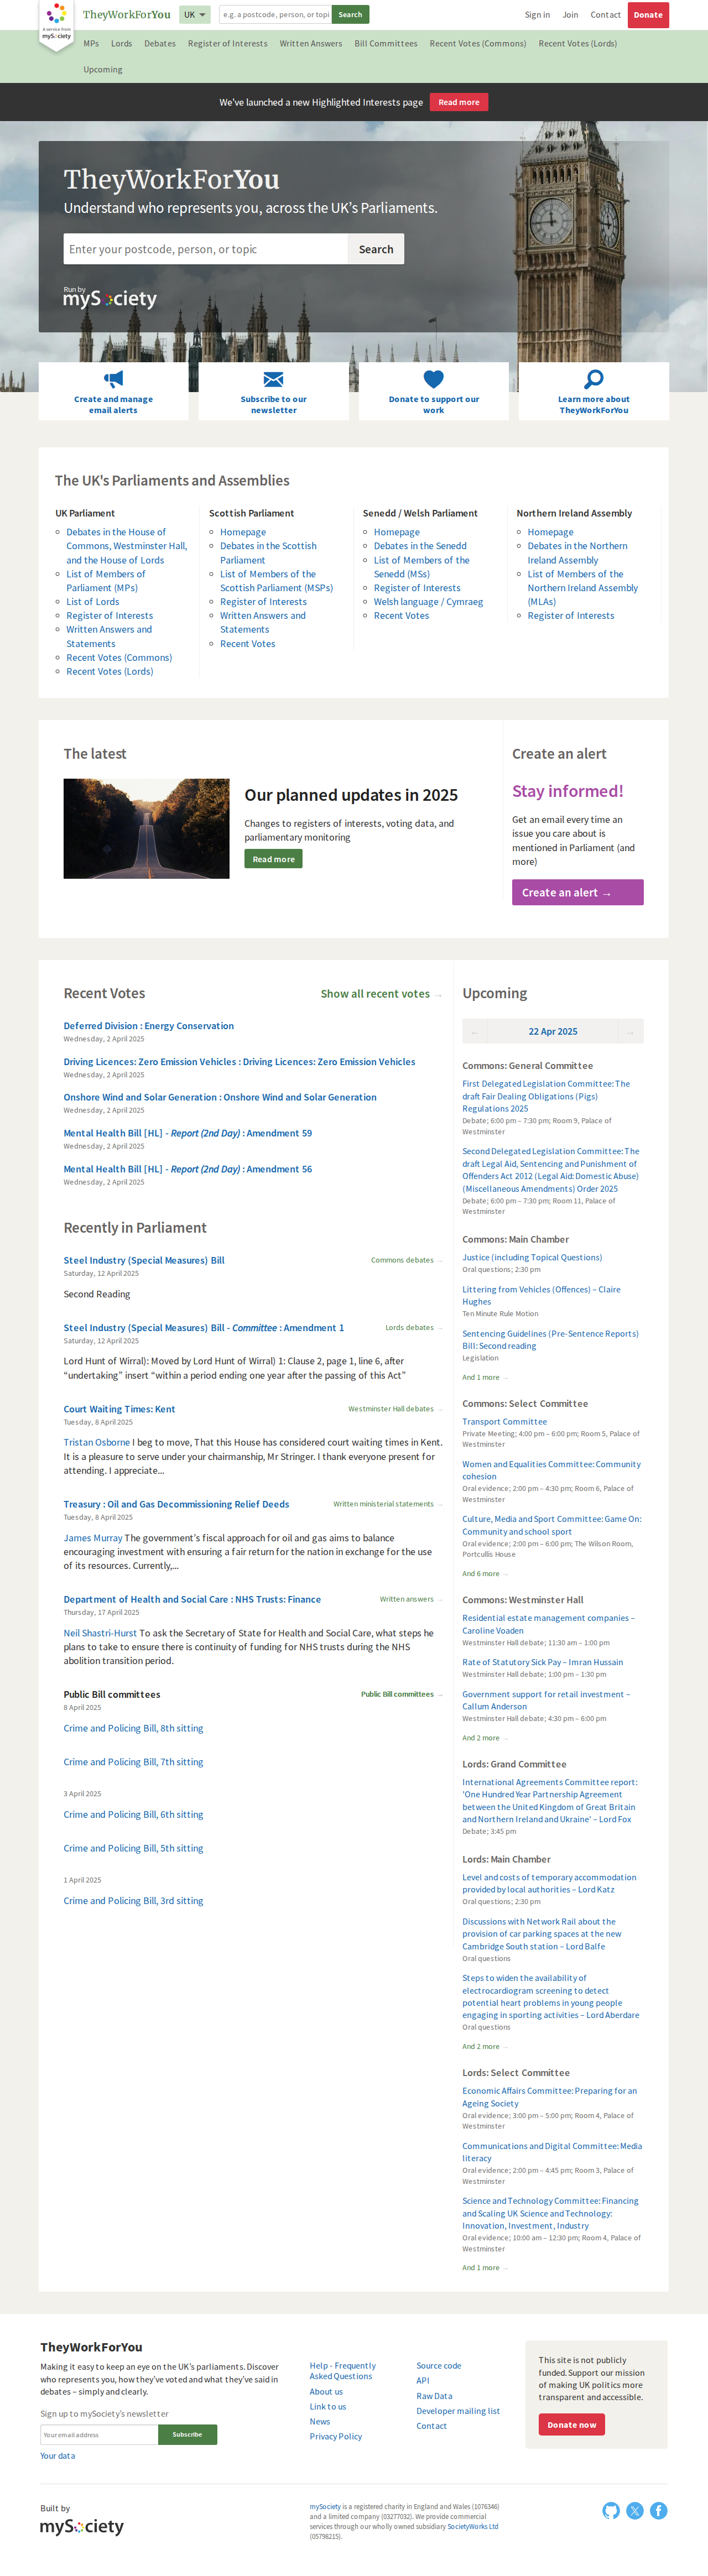 A service from
mySociety
TheyWorkForYou
UK
e.g. a postcode, person, or topi
Search
Sign in
Join
Contact
Donate
MPs
Lords
Debates
Register of Interests
Written Answers
Bill Committees
Recent Votes (Commons)
Recent Votes (Lords)
Upcoming
We've launched a new Highlighted Interests page
Read more
TheyWorkForYou
Understand who represents you, across the UK’s Parliaments.
Enter your postcode, person, or topic
Search
Run by
mySociety
Create and manage
email alerts
Subscribe to our
newsletter
Donate to support our
work
Learn more about
TheyWorkForYou
The UK's Parliaments and Assemblies
UK Parliament
Debates in the House of
Commons, Westminster Hall,
and the House of Lords
List of Members of
Parliament (MPs)
List of Lords
Register of Interests
Written Answers and
Statements
Recent Votes (Commons)
Recent Votes (Lords)
Scottish Parliament
Homepage
Debates in the Scottish
Parliament
List of Members of the
Scottish Parliament (MSPs)
Register of Interests
Written Answers and
Statements
Recent Votes
Senedd / Welsh Parliament
Homepage
Debates in the Senedd
List of Members of the
Senedd (MSs)
Register of Interests
Welsh language / Cymraeg
Recent Votes
Northern Ireland Assembly
Homepage
Debates in the Northern
Ireland Assembly
List of Members of the
Northern Ireland Assembly
(MLAs)
Register of Interests
The latest
Our planned updates in 2025
Changes to registers of interests, voting data, and
parliamentary monitoring
Read more
Create an alert
Stay informed!
Get an email every time an
issue you care about is
mentioned in Parliament (and
more)
Create an alert →
Recent Votes
Show all recent votes →
Deferred Division : Energy Conservation
Wednesday, 2 April 2025
Driving Licences: Zero Emission Vehicles : Driving Licences: Zero Emission Vehicles
Wednesday, 2 April 2025
Onshore Wind and Solar Generation : Onshore Wind and Solar Generation
Wednesday, 2 April 2025
Mental Health Bill [HL] - Report (2nd Day) : Amendment 59
Wednesday, 2 April 2025
Mental Health Bill [HL] - Report (2nd Day) : Amendment 56
Wednesday, 2 April 2025
Recently in Parliament
Steel Industry (Special Measures) Bill
Commons debates →
Saturday, 12 April 2025
Second Reading
Steel Industry (Special Measures) Bill - Committee : Amendment 1
Lords debates →
Saturday, 12 April 2025
Lord Hunt of Wirral): Moved by Lord Hunt of Wirral) 1: Clause 2, page 1, line 6, after
“undertaking” insert “within a period ending one year after the passing of this Act”
Court Waiting Times: Kent
Westminster Hall debates →
Tuesday, 8 April 2025
Tristan Osborne I beg to move, That this House has considered court waiting times in Kent.
It is a pleasure to serve under your chairmanship, Mr Stringer. I thank everyone present for
attending. I appreciate...
Treasury : Oil and Gas Decommissioning Relief Deeds
Written ministerial statements →
Tuesday, 8 April 2025
James Murray The government's fiscal approach for oil and gas aims to balance
encouraging investment with ensuring a fair return for the nation in exchange for the use
of its resources. Currently,...
Department of Health and Social Care : NHS Trusts: Finance
Written answers →
Thursday, 17 April 2025
Neil Shastri-Hurst To ask the Secretary of State for Health and Social Care, what steps he
plans to take to ensure there is continuity of funding for NHS trusts during the NHS
abolition transition period.
Public Bill committees
Public Bill committees →
8 April 2025
Crime and Policing Bill, 8th sitting
Crime and Policing Bill, 7th sitting
3 April 2025
Crime and Policing Bill, 6th sitting
Crime and Policing Bill, 5th sitting
1 April 2025
Crime and Policing Bill, 3rd sitting
Upcoming
← 22 Apr 2025 →
Commons: General Committee
First Delegated Legislation Committee: The
draft Fair Dealing Obligations (Pigs)
Regulations 2025
Debate; 6:00 pm – 7:30 pm; Room 9, Palace of
Westminster
Second Delegated Legislation Committee: The
draft Legal Aid, Sentencing and Punishment of
Offenders Act 2012 (Legal Aid: Domestic Abuse)
(Miscellaneous Amendments) Order 2025
Debate; 6:00 pm – 7:30 pm; Room 11, Palace of
Westminster
Commons: Main Chamber
Justice (including Topical Questions)
Oral questions; 2:30 pm
Littering from Vehicles (Offences) – Claire
Hughes
Ten Minute Rule Motion
Sentencing Guidelines (Pre-Sentence Reports)
Bill: Second reading
Legislation
And 1 more →
Commons: Select Committee
Transport Committee
Private Meeting; 4:00 pm – 6:00 pm; Room 5, Palace of
Westminster
Women and Equalities Committee: Community
cohesion
Oral evidence; 2:00 pm – 4:30 pm; Room 6, Palace of
Westminster
Culture, Media and Sport Committee: Game On:
Community and school sport
Oral evidence; 2:00 pm – 6:00 pm; The Wilson Room,
Portcullis House
And 6 more →
Commons: Westminster Hall
Residential estate management companies –
Caroline Voaden
Westminster Hall debate; 11:30 am – 1:00 pm
Rate of Statutory Sick Pay – Imran Hussain
Westminster Hall debate; 1:00 pm – 1:30 pm
Government support for retail investment –
Callum Anderson
Westminster Hall debate; 4:30 pm – 6:00 pm
And 2 more →
Lords: Grand Committee
International Agreements Committee report:
'One Hundred Year Partnership Agreement
between the United Kingdom of Great Britain
and Northern Ireland and Ukraine' – Lord Fox
Debate; 3:45 pm
Lords: Main Chamber
Level and costs of temporary accommodation
provided by local authorities – Lord Katz
Oral questions; 2:30 pm
Discussions with Network Rail about the
provision of car parking spaces at the new
Cambridge South station – Lord Balfe
Oral questions
Steps to widen the availability of
electrocardiogram screening to detect
potential heart problems in young people
engaging in sporting activities – Lord Aberdare
Oral questions
And 2 more →
Lords: Select Committee
Economic Affairs Committee: Preparing for an
Ageing Society
Oral evidence; 3:00 pm – 5:00 pm; Room 4, Palace of
Westminster
Communications and Digital Committee: Media
literacy
Oral evidence; 2:00 pm – 4:45 pm; Room 3, Palace of
Westminster
Science and Technology Committee: Financing
and Scaling UK Science and Technology:
Innovation, Investment, Industry
Oral evidence; 10:00 am – 12:30 pm; Room 4, Palace of
Westminster
And 1 more →
TheyWorkForYou
Making it easy to keep an eye on the UK’s parliaments. Discover
who represents you, how they’ve voted and what they’ve said in
debates – simply and clearly.
Sign up to mySociety’s newsletter
Your email address
Subscribe
Your data
Help - Frequently
Asked Questions
About us
Link to us
News
Privacy Policy
Source code
API
Raw Data
Developer mailing list
Contact
This site is not publicly
funded. Support our mission
of making UK politics more
transparent and accessible.
Donate now
Built by
mySociety
mySociety is a registered charity in England and Wales (1076346)
and a limited company (03277032). We provide commercial
services through our wholly owned subsidiary SocietyWorks Ltd
(05798215).